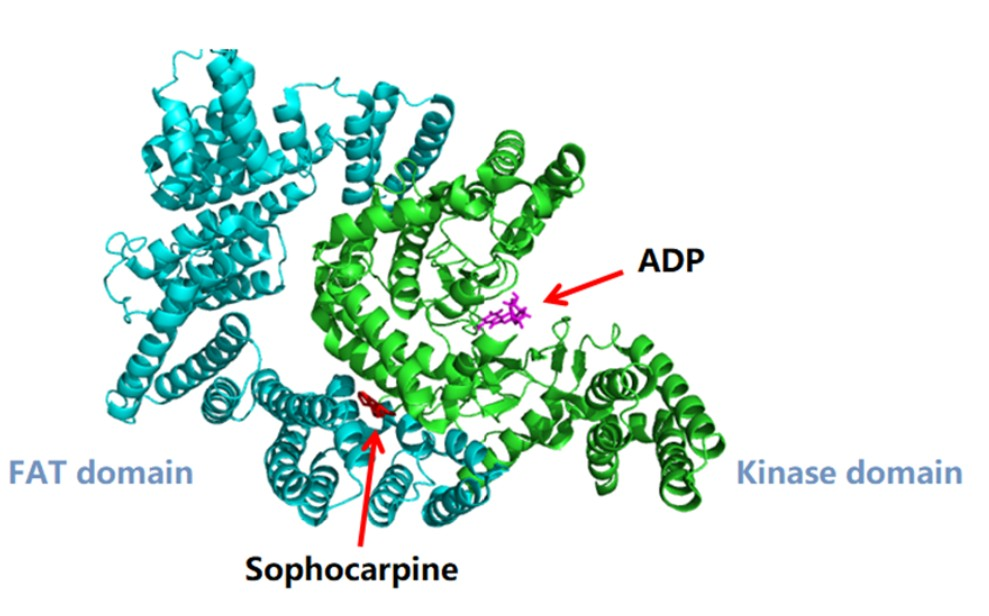 ADP
FAT domain
Kinase domain
Sophocarpine